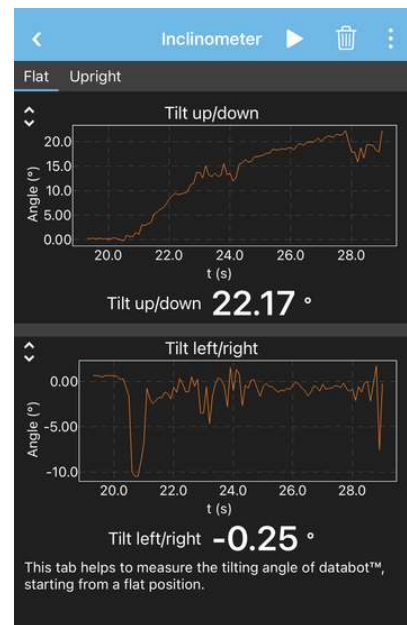 Inclinometer
Flat Upright
Tilt up/down
20.0
15.0
10.0
5.00
0.00
Angle (°)
20.0 22.0 24.0 26.0 28.0
t (s)
Tilt up/down 22.17 °
Tilt left/right
0.00
-5.00
-10.0
Angle (°)
20.0 22.0 24.0 26.0 28.0
t (s)
Tilt left/right -0.25 °
This tab helps to measure the tilting angle of databot™,
starting from a flat position.